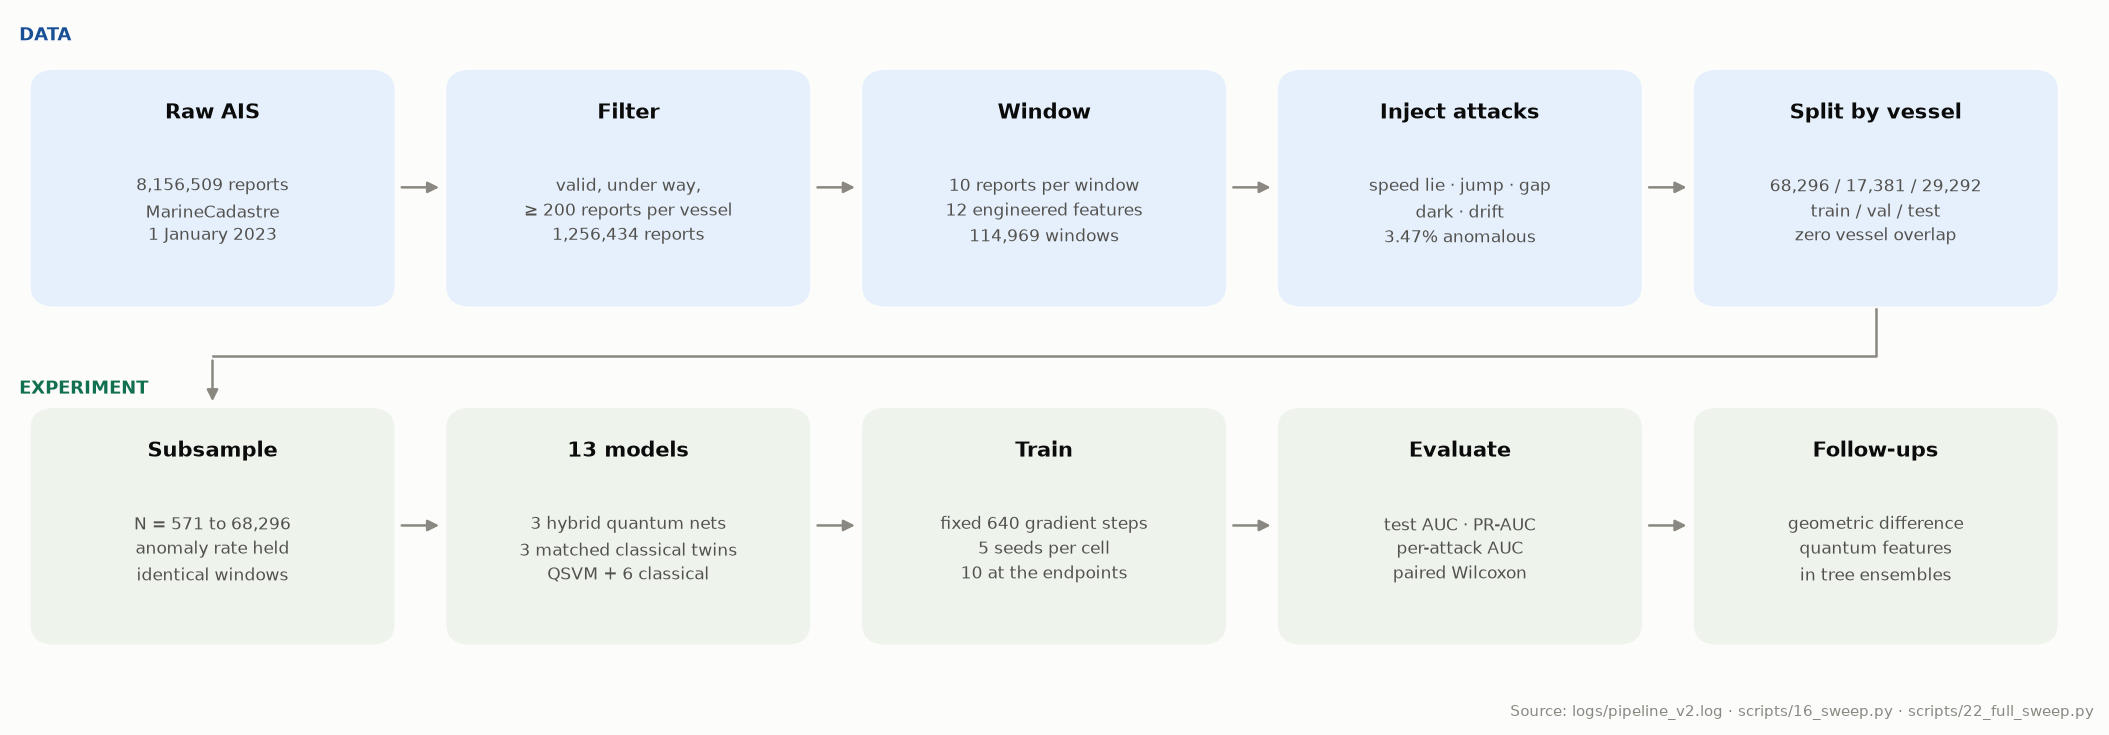 DATA
Raw AIS
8,156,509 reports
MarineCadastre
1 January 2023
Filter
valid, under way,
≥ 200 reports per vessel
1,256,434 reports
Window
10 reports per window
12 engineered features
114,969 windows
Inject attacks
speed lie · jump · gap
dark · drift
3.47% anomalous
Split by vessel
68,296 / 17,381 / 29,292
train / val / test
zero vessel overlap
EXPERIMENT
Subsample
N = 571 to 68,296
anomaly rate held
identical windows
13 models
3 hybrid quantum nets
3 matched classical twins
QSVM + 6 classical
Train
fixed 640 gradient steps
5 seeds per cell
10 at the endpoints
Evaluate
test AUC · PR-AUC
per-attack AUC
paired Wilcoxon
Follow-ups
geometric difference
quantum features
in tree ensembles
Source: logs/pipeline_v2.log · scripts/16_sweep.py · scripts/22_full_sweep.py